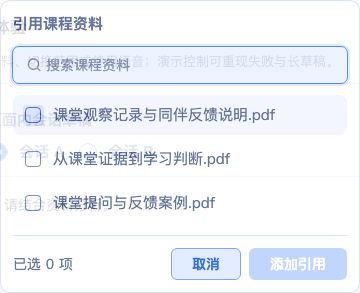 引用课程资料
搜索课程资料
课堂观察记录与同伴反馈说明.pdf
从课堂证据到学习判断.pdf
课堂提问与反馈案例.pdf
已选 0 项
取消
添加引用